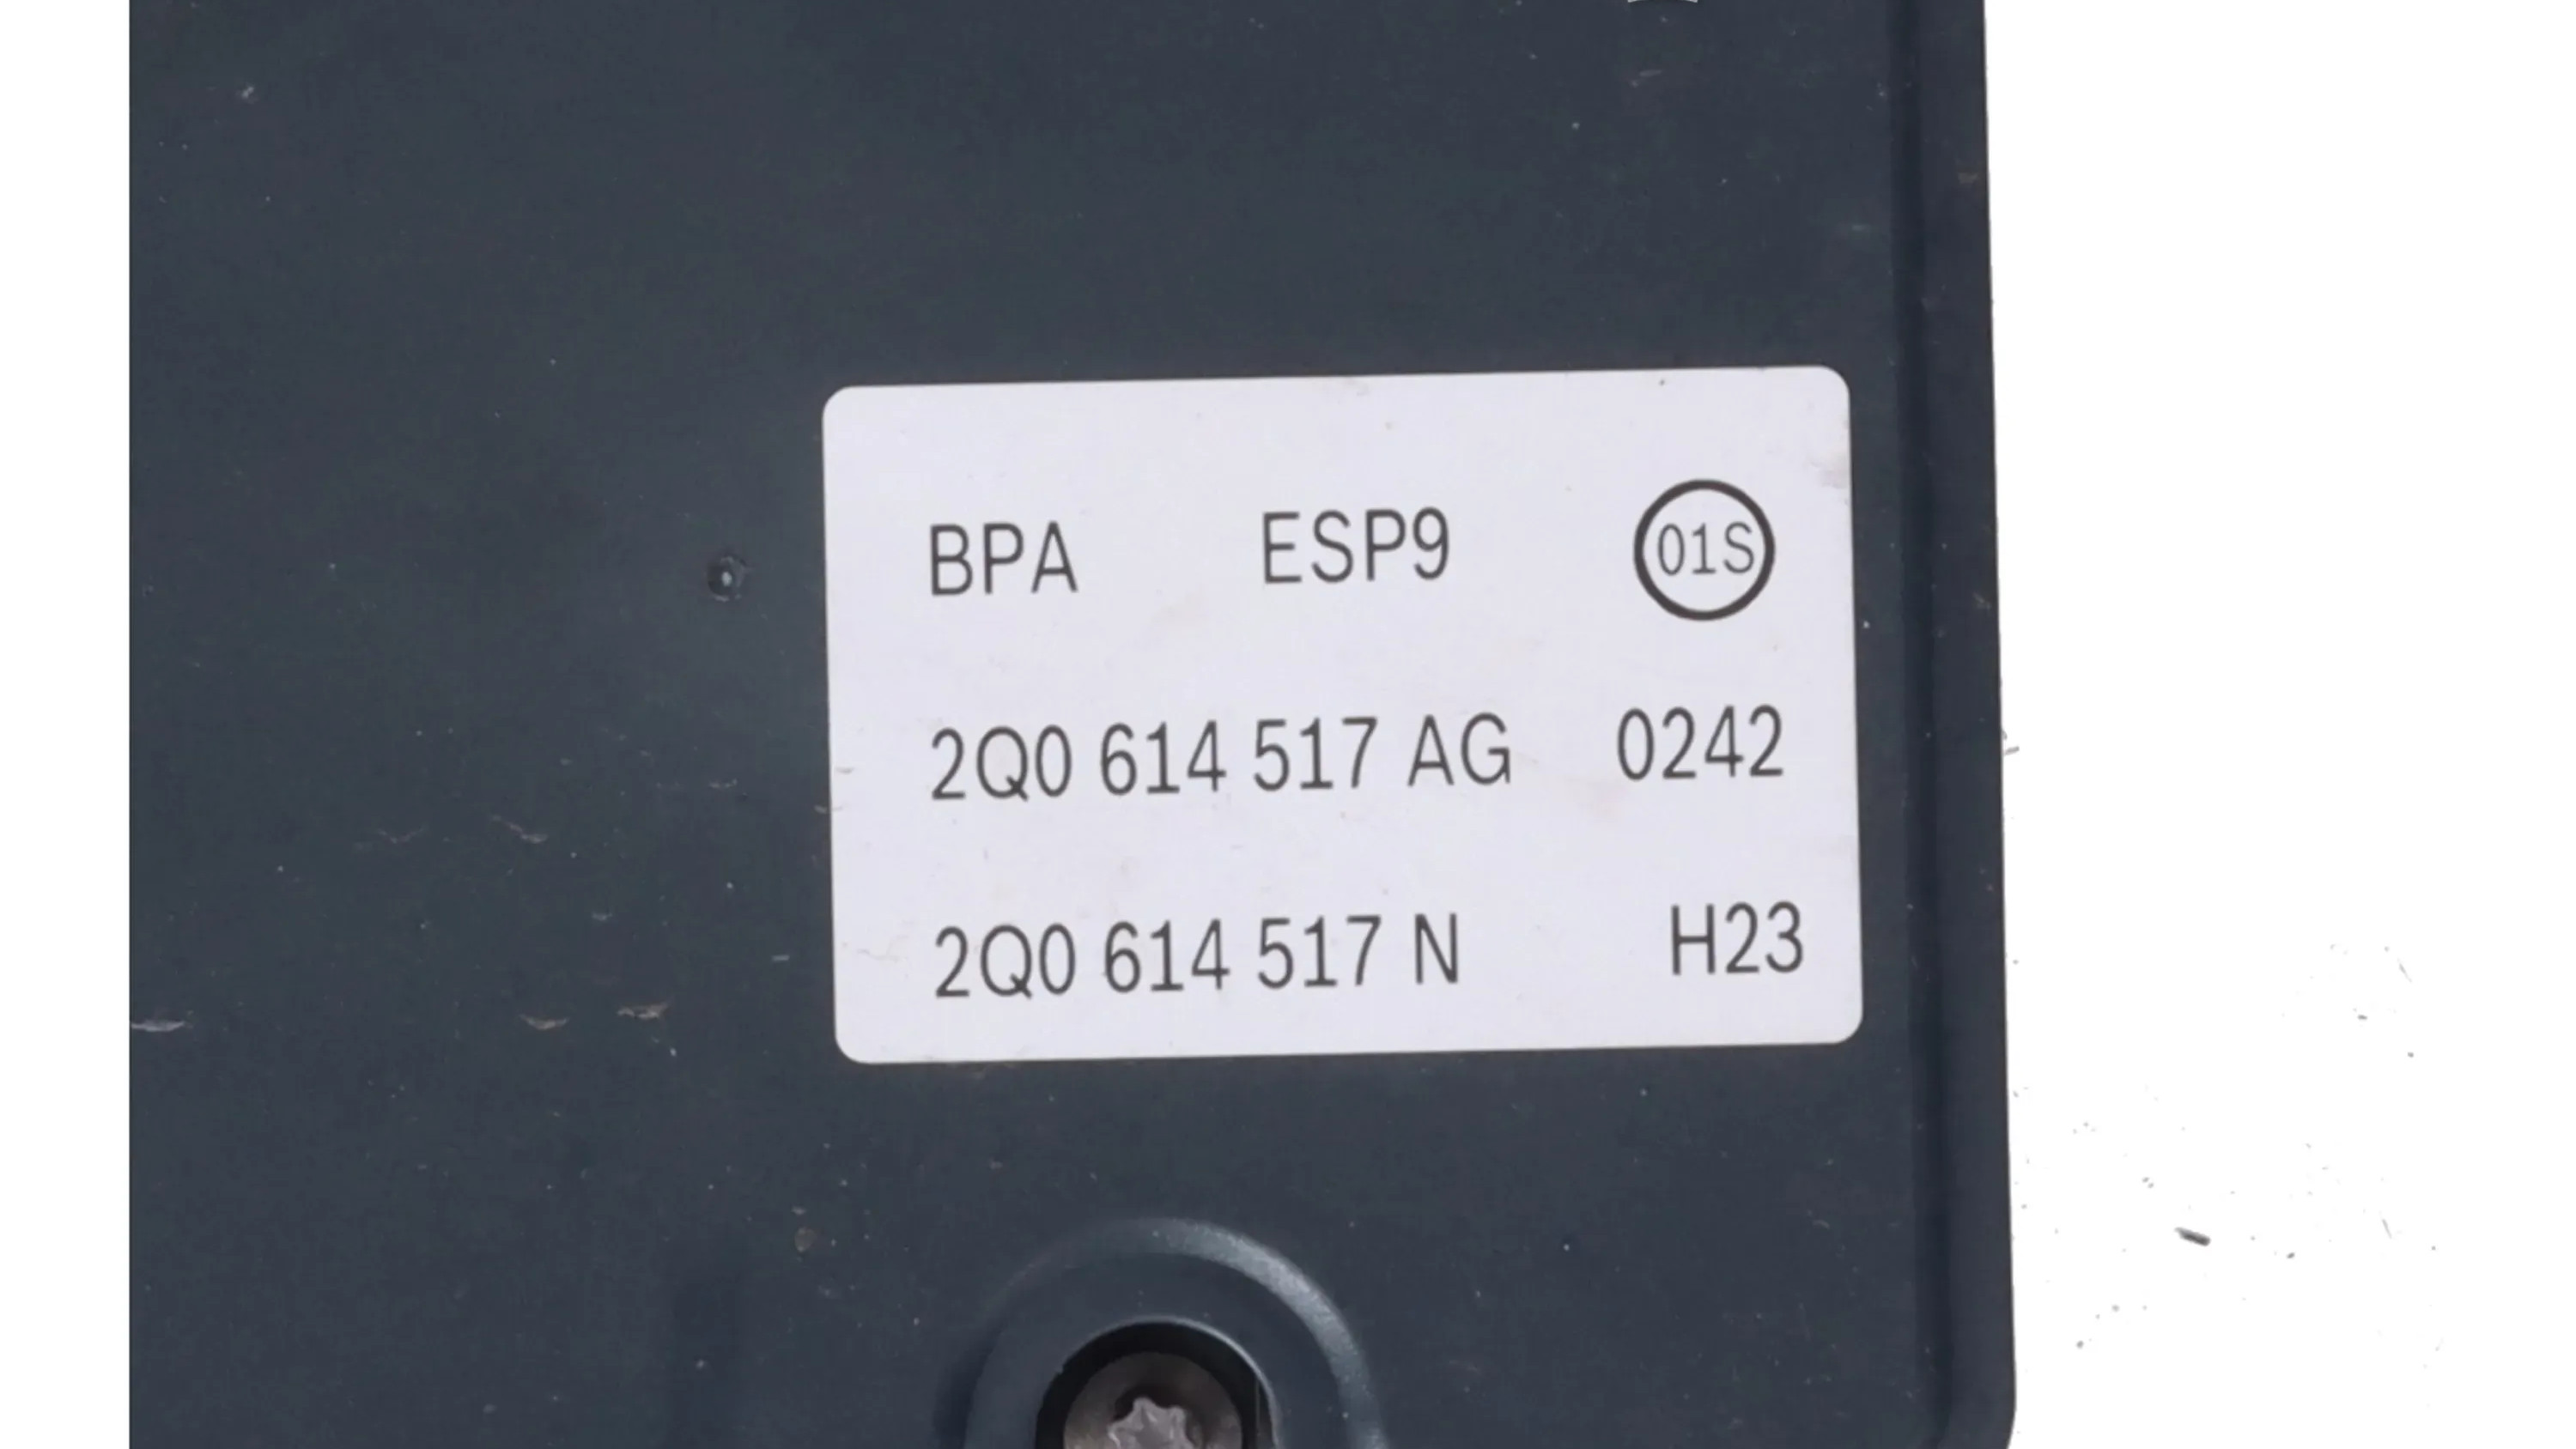 BPA ESP9 01S
2Q0 614 517 AG 0242
2Q0 614 517 N H23